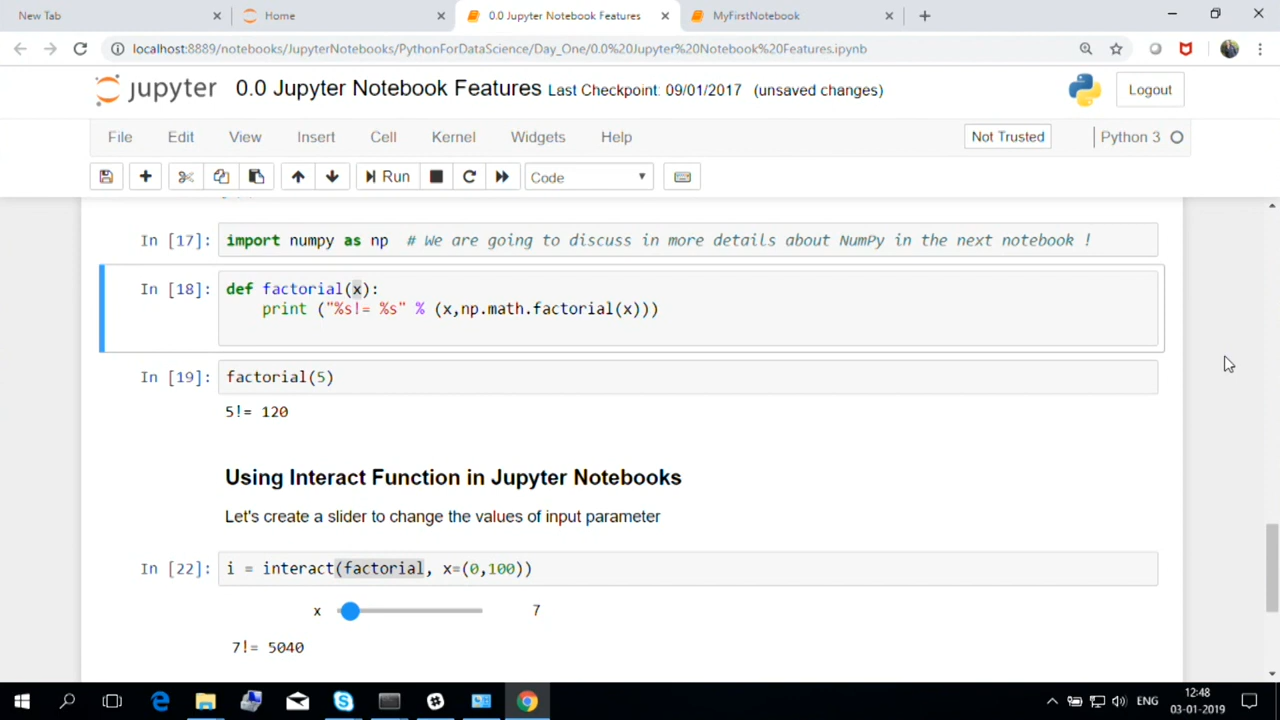 New Tab
Home
0.0 Jupyter Notebook Features
MyFirstNotebook
localhost:8889/notebooks/JupyterNotebooks/PythonForDataScience/Day_One/0.0%20Jupyter%20Notebook%20Features.ipynb
jupyter 0.0 Jupyter Notebook Features Last Checkpoint: 09/01/2017 (unsaved changes)
Logout
File Edit View Insert Cell Kernel Widgets Help
Not Trusted
Python 3
Run
Code
In [17]: import numpy as np # We are going to discuss in more details about NumPy in the next notebook !
In [18]: def factorial(x):
print ("%s!= %s" % (x,np.math.factorial(x)))
In [19]: factorial(5)
5!= 120
Using Interact Function in Jupyter Notebooks
Let's create a slider to change the values of input parameter
In [22]: i = interact(factorial, x=(0,100))
x 7
7!= 5040
ENG
12:48
03-01-2019